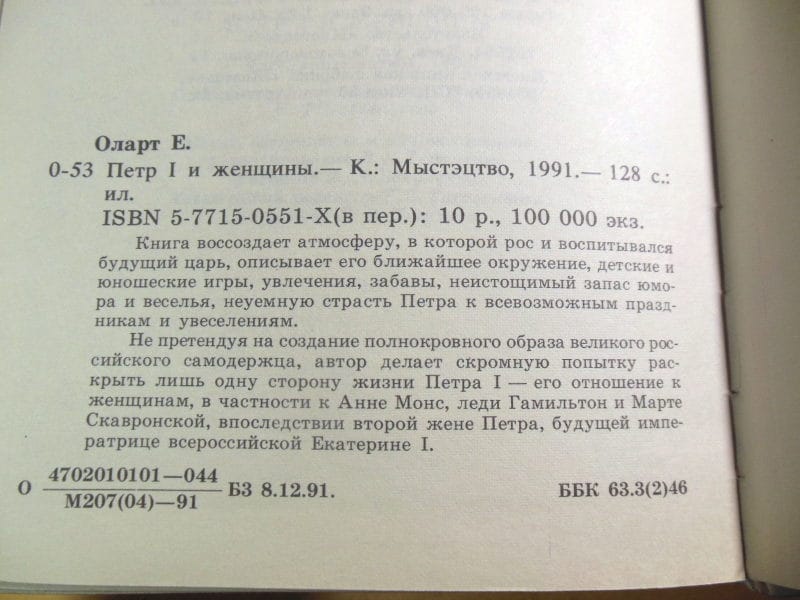 Оларт Е.
0-53 Петр I и женщины.— К.: Мыстэцтво, 1991.— 128 с.:
ил.
ISBN 5-7715-0551-X(в пер.): 10 р., 100 000 экз.
Книга воссоздает атмосферу, в которой рос и воспитывался
будущий царь, описывает его ближайшее окружение, детские и
юношеские игры, увлечения, забавы, неистощимый запас юмо-
ра и веселья, неуемную страсть Петра к всевозможным празд-
никам и увеселениям.
Не претендуя на создание полнокровного образа великого рос-
сийского самодержца, автор делает скромную попытку рас-
крыть лишь одну сторону жизни Петра I — его отношение к
женщинам, в частности к Анне Монс, леди Гамильтон и Марте
Скавронской, впоследствии второй жене Петра, будущей импе-
ратрице всероссийской Екатерине I.
О 4702010101—044
М207(04)—91 БЗ 8.12.91. ББК 63.3(2)46